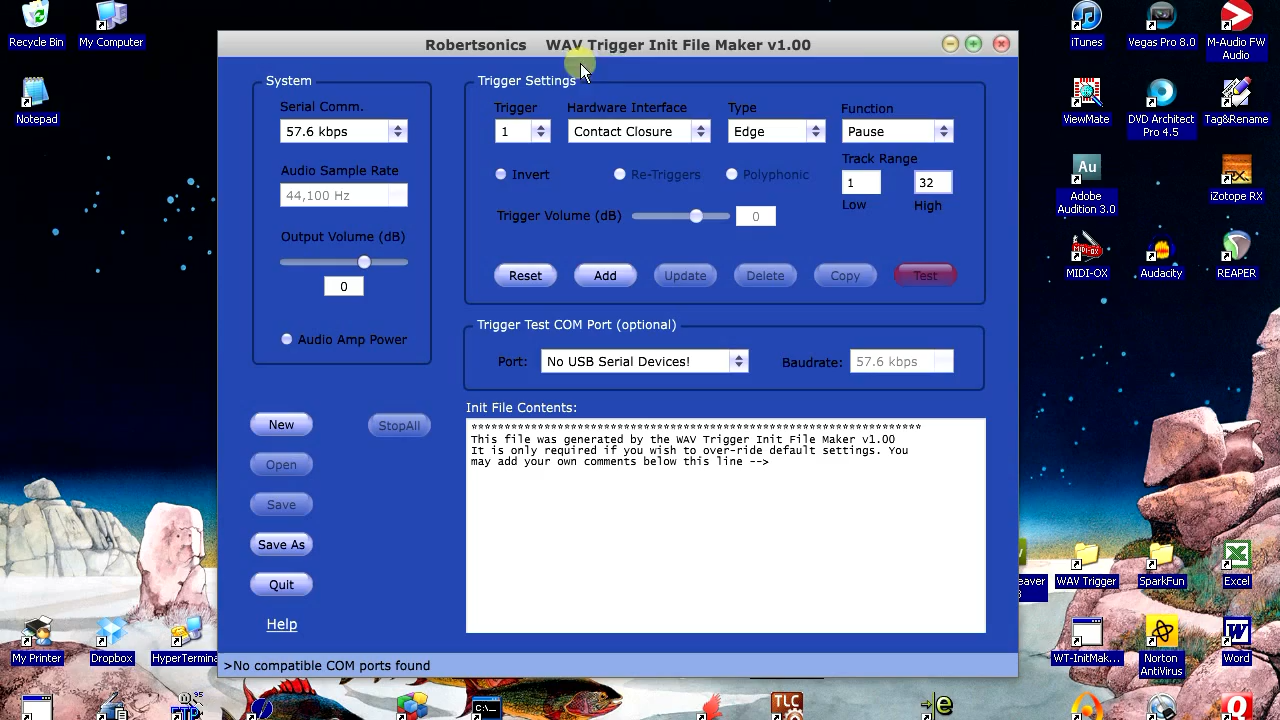 Recycle Bin
My Computer
Notepad
Robertsonics WAV Trigger Init File Maker v1.00
System
Serial Comm.
57.6 kbps
Audio Sample Rate
44,100 Hz
Output Volume (dB)
0
Audio Amp Power
Trigger Settings
Trigger
Hardware Interface
Type
Function
1
Contact Closure
Edge
Pause
Invert
Re-Triggers
Polyphonic
Track Range
1
32
Low
High
Trigger Volume (dB)
0
Reset
Add
Update
Delete
Copy
Test
Trigger Test COM Port (optional)
Port:
No USB Serial Devices!
Baudrate:
57.6 kbps
New
StopAll
Open
Save
Save As
Quit
Help
Init File Contents:
********************************************************************
This file was generated by the WAV Trigger Init File Maker v1.00
It is only required if you wish to over-ride default settings. You
may add your own comments below this line -->
>No compatible COM ports found
iTunes
Vegas Pro 8.0
M-Audio FW
Audio
ViewMate
DVD Architect
Pro 4.5
Tag&Rename
Au
Adobe
Audition 3.0
iZotope RX
MIDI-OX
Audacity
REAPER
WAV Trigger
SparkFun
Excel
WT-InitMak...
Norton
AntiVirus
Word
My Printer
Dropbox
HyperTermina
C:\_
TLC